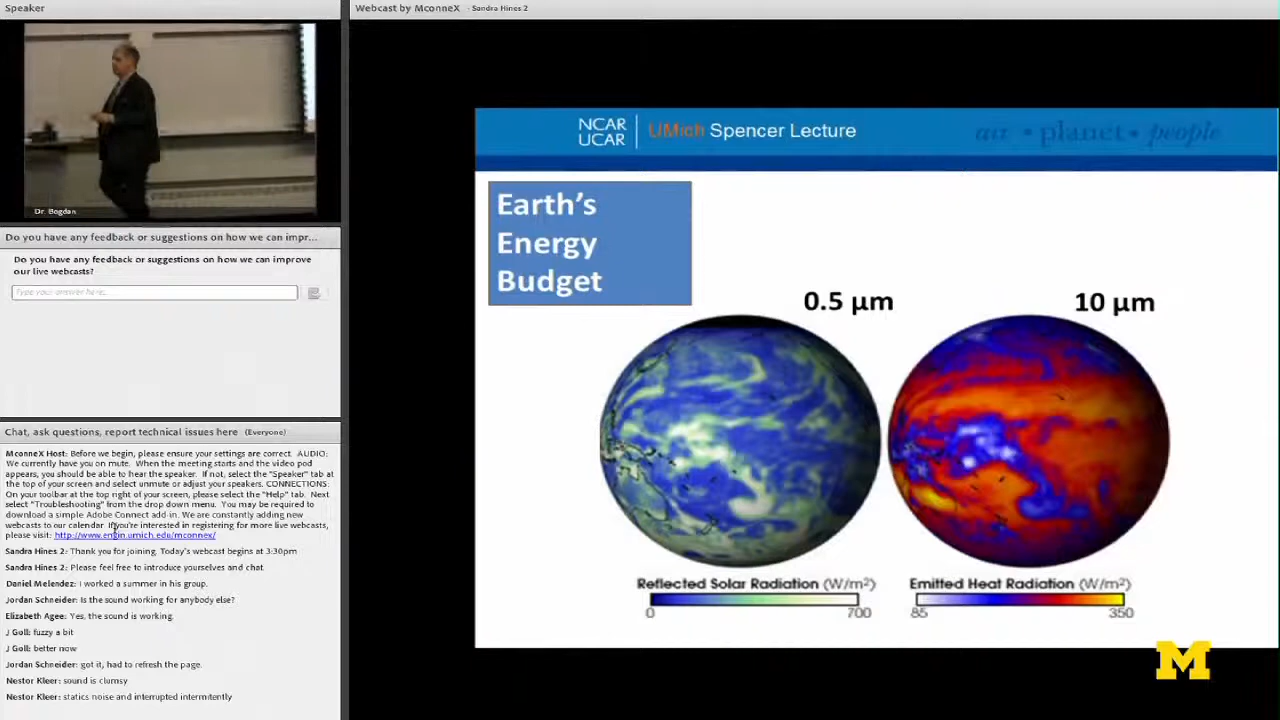 Speaker
Webcast by MconneX - Sandra Hines 2
Dr. Bogdan
Do you have any feedback or suggestions on how we can impr...
Do you have any feedback or suggestions on how we can improve
our live webcasts?
Type your answer here..
Chat, ask questions, report technical issues here (Everyone)
MconneX Host: Before we begin, please ensure your settings are correct. AUDIO:
We currently have you on mute. When the meeting starts and the video pod
appears, you should be able to hear the speaker. If not, select the "Speaker" tab at
the top of your screen and select unmute or adjust your speakers. CONNECTIONS:
On your toolbar at the top right of your screen, please select the "Help" tab. Next
select "Troubleshooting" from the drop down menu. You may be required to
download a simple Adobe Connect add-in. We are constantly adding new
webcasts to our calendar. If you're interested in registering for more live webcasts,
please visit: http://www.engin.umich.edu/mconnex/
Sandra Hines 2: Thank you for joining. Today's webcast begins at 3:30pm
Sandra Hines 2: Please feel free to introduce yourselves and chat.
Daniel Melendez: I worked a summer in his group.
Jordan Schneider: Is the sound working for anybody else?
Elizabeth Agee: Yes, the sound is working.
J Goll: fuzzy a bit
J Goll: better now
Jordan Schneider: got it, had to refresh the page.
Nestor Kleer: sound is clumsy
Nestor Kleer: statics noise and interrupted intermitently
NCAR
UCAR
UMich Spencer Lecture
air • planet • people
Earth's
Energy
Budget
0.5 μm
10 μm
Reflected Solar Radiation (W/m²)
0
700
Emitted Heat Radiation (W/m²)
85
350
M